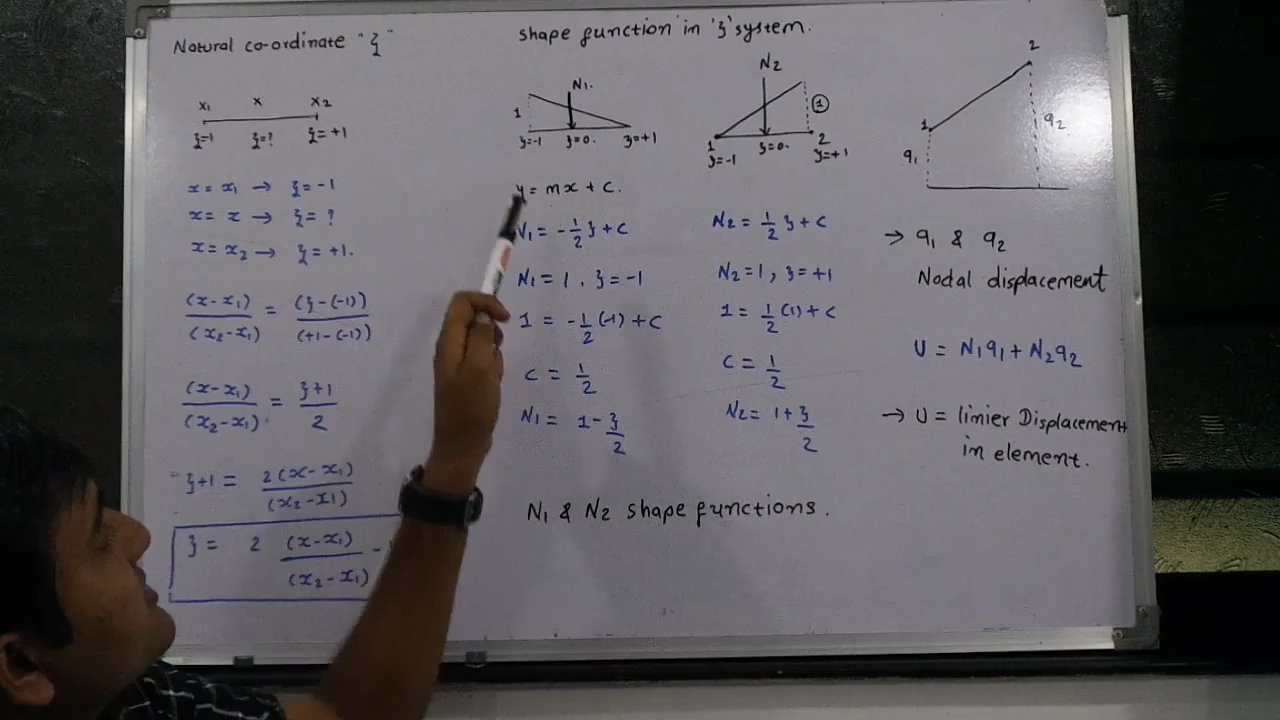 Natural co-ordinate "ξ"
x₁ x x₂
ξ=1 ξ=? ξ=+1
x = x₁ → ξ = -1
x = x → ξ = ?
x = x₂ → ξ = +1.
(x-x₁)/(x₂-x₁) = (ξ-(-1))/(+1-(-1))
(x-x₁)/(x₂-x₁) = ξ+1/2
ξ+1 = 2(x-x₁)/(x₂-x1)
ξ = 2 (x-x₁)/(x₂-x₁) -
shape function in 'ξ' system.
N₁.
1
ξ=-1 ξ=0. ξ=+1
y = mx + c.
N₁ = -1/2 ξ + c
N₁ = 1, ξ = -1
1 = -1/2 (-1) + c
c = 1/2
N₁ = 1-ξ/2
N₂
1
1 2
ξ=-1 ξ=0. ξ=+1
N₂ = 1/2 ξ + c
N₂ = 1, ξ = +1
1 = 1/2 (1) + c
c = 1/2
N₂ = 1+ξ/2
N₁ & N₂ shape functions.
2
1
q₂
q₁
→ q₁ & q₂
Nodal displacement
U = N₁q₁ + N₂q₂
→ U = linier Displacement
in element.